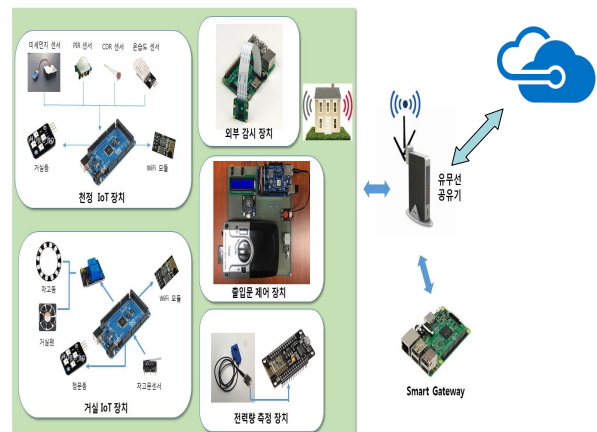 미세먼지 센서 PIR 센서 CDR 센서 온습도 센서
거실등 WiFi 모듈
천정 IoT 장치
외부 감시 장치
출입문 제어 장치
자고등 WiFi 모듈
거실팬
정문등 자고문센서
거실 IoT 장치
전력량 측정 장치
유무선
공유기
Smart Gateway